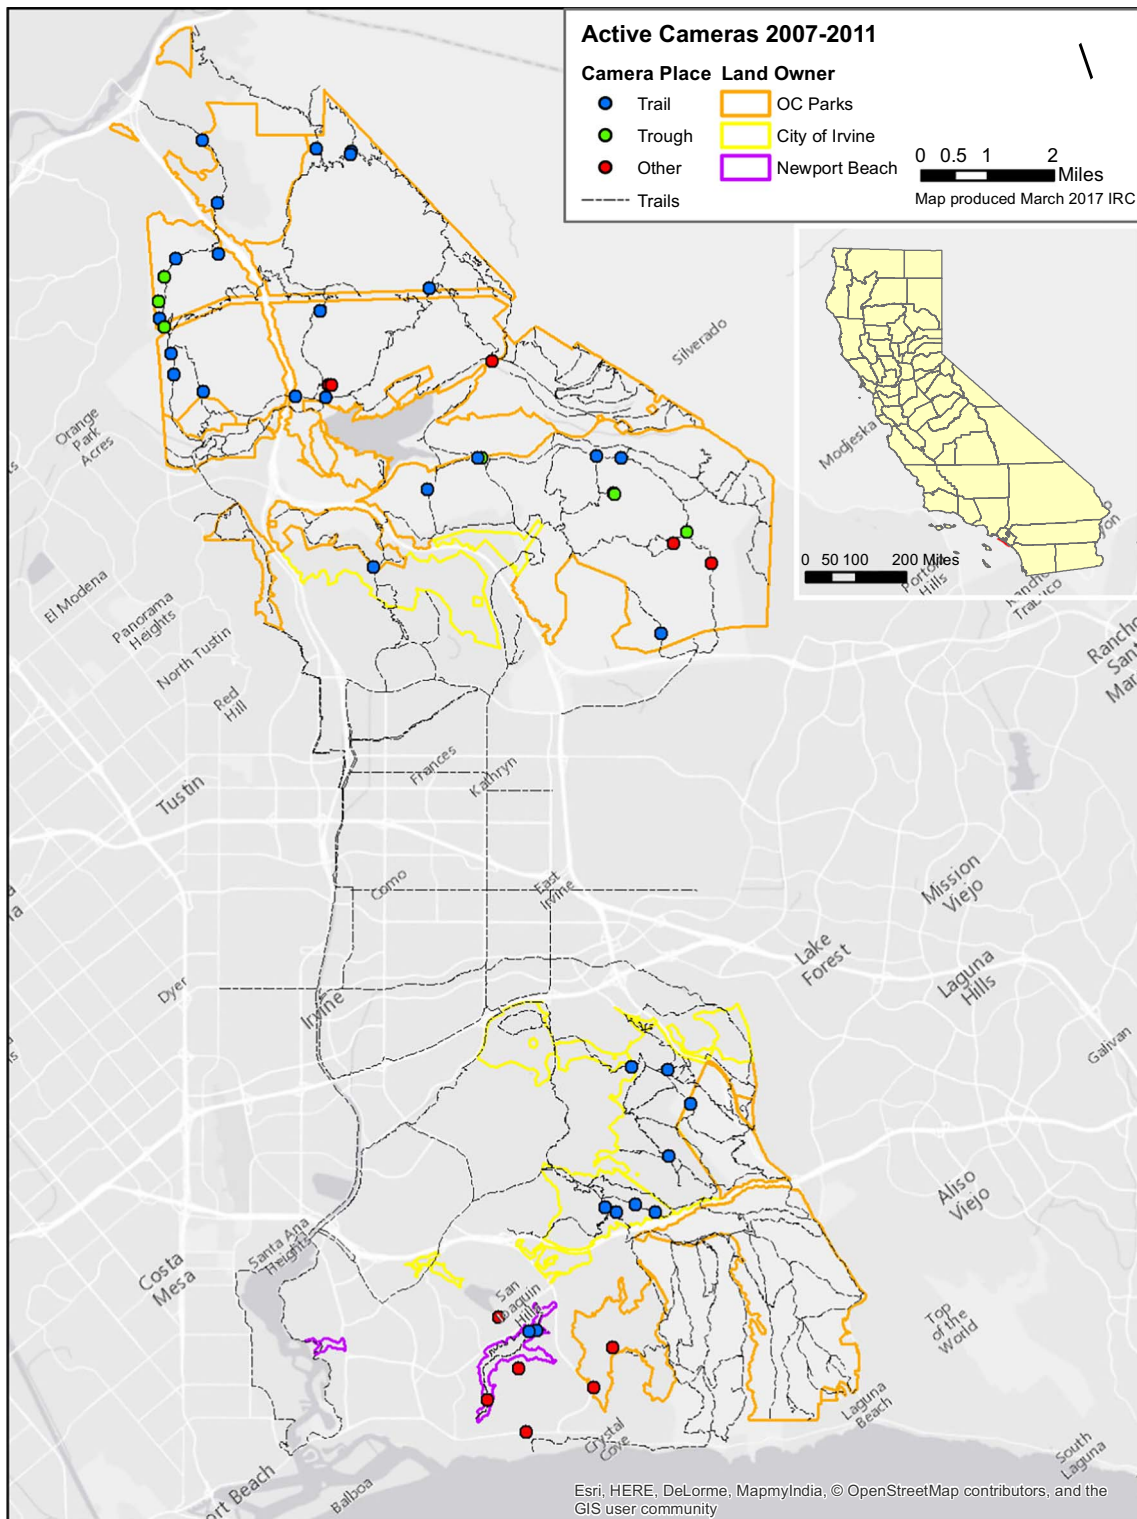 Active Cameras 2007-2011
Camera Place
Land Owner
Trail
OC Parks
Trough
City of Irvine
Other
Newport Beach
Trails
0 0.5 1 2
Miles
Map produced March 2017 IRC
Silverado
Modjeska
0 50 100 200 Miles
Portola
Hills
Trabuco
Orange
Park
Acres
El Modena
Panorama
Heights
North Tustin
Red
Hill
Tustin
Frances
Kathryn
Como
East
Irvine
Mission
Viejo
Lake
Forest
Laguna
Hills
Dyer
Irvine
Galivan
Aliso
Viejo
Santa Ana
Heights
Costa
Mesa
San
Joaquin
Hills
Top
of the
World
Laguna
Beach
Crystal
Cove
South
Laguna
Balboa
ort Beach
Esri, HERE, DeLorme, MapmyIndia, © OpenStreetMap contributors, and the
GIS user community